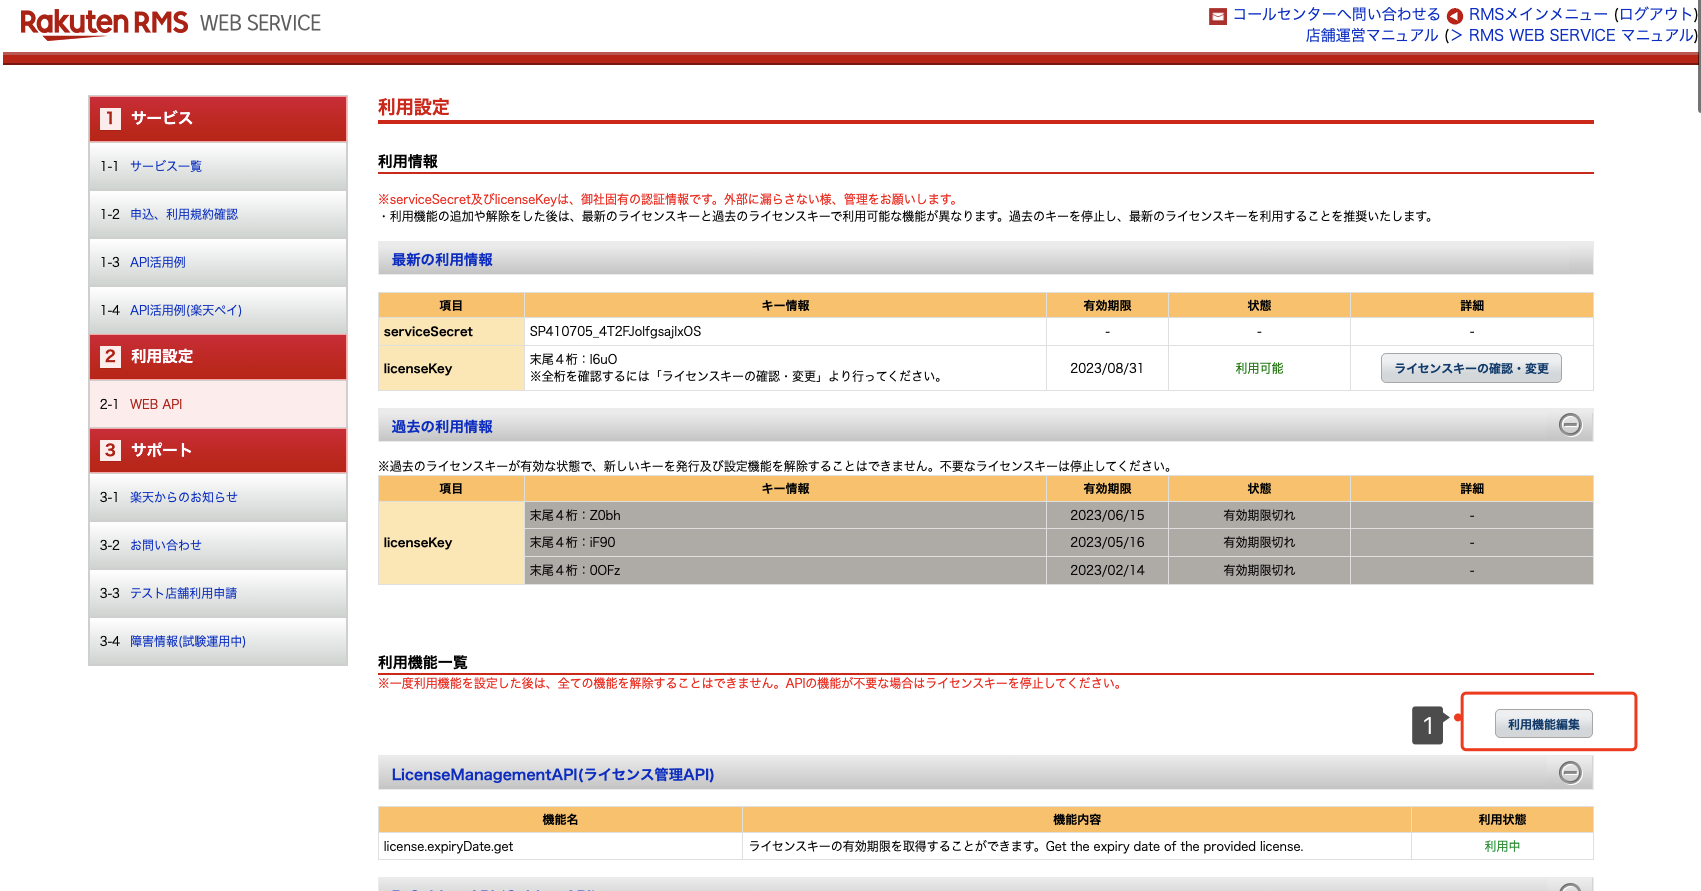 Rakuten RMS WEB SERVICE
コールセンターへ問い合わせる RMSメインメニュー (ログアウト)
店舗運営マニュアル (> RMS WEB SERVICE マニュアル)
1 サービス
1-1 サービス一覧
1-2 申込、利用規約確認
1-3 API活用例
1-4 API活用例(楽天ペイ)
2 利用設定
2-1 WEB API
3 サポート
3-1 楽天からのお知らせ
3-2 お問い合わせ
3-3 テスト店舗利用申請
3-4 障害情報(試験運用中)
利用設定
利用情報
※serviceSecret及びlicenseKeyは、御社固有の認証情報です。外部に漏らさない様、管理をお願いします。
・利用機能の追加や解除をした後は、最新のライセンスキーと過去のライセンスキーで利用可能な機能が異なります。過去のキーを停止し、最新のライセンスキーを利用することを推奨いたします。
最新の利用情報
項目 キー情報 有効期限 状態 詳細
serviceSecret SP410705_4T2FJolfgsajlxOS - - -
licenseKey 末尾４桁：l6uO 2023/08/31 利用可能 ライセンスキーの確認・変更
※全桁を確認するには「ライセンスキーの確認・変更」より行ってください。
過去の利用情報
※過去のライセンスキーが有効な状態で、新しいキーを発行及び設定機能を解除することはできません。不要なライセンスキーは停止してください。
項目 キー情報 有効期限 状態 詳細
licenseKey
末尾４桁：Z0bh 2023/06/15 有効期限切れ -
末尾４桁：iF90 2023/05/16 有効期限切れ -
末尾４桁：0OFz 2023/02/14 有効期限切れ -
利用機能一覧
※一度利用機能を設定した後は、全ての機能を解除することはできません。APIの機能が不要な場合はライセンスキーを停止してください。
1 利用機能編集
LicenseManagementAPI(ライセンス管理API)
機能名 機能内容 利用状態
license.expiryDate.get ライセンスキーの有効期限を取得することができます。Get the expiry date of the provided license. 利用中